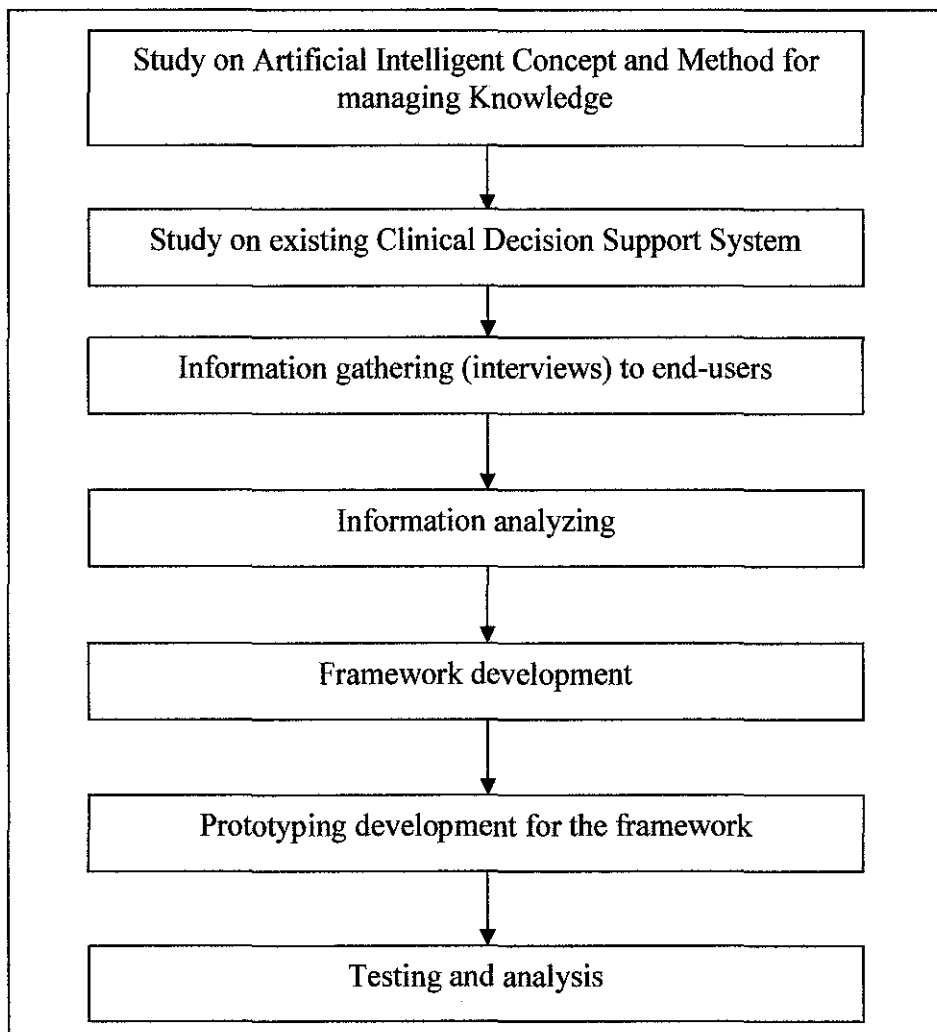 Study on Artificial Intelligent Concept and Method for
managing Knowledge
Study on existing Clinical Decision Support System
Information gathering (interviews) to end-users
Information analyzing
Framework development
Prototyping development for the framework
Testing and analysis